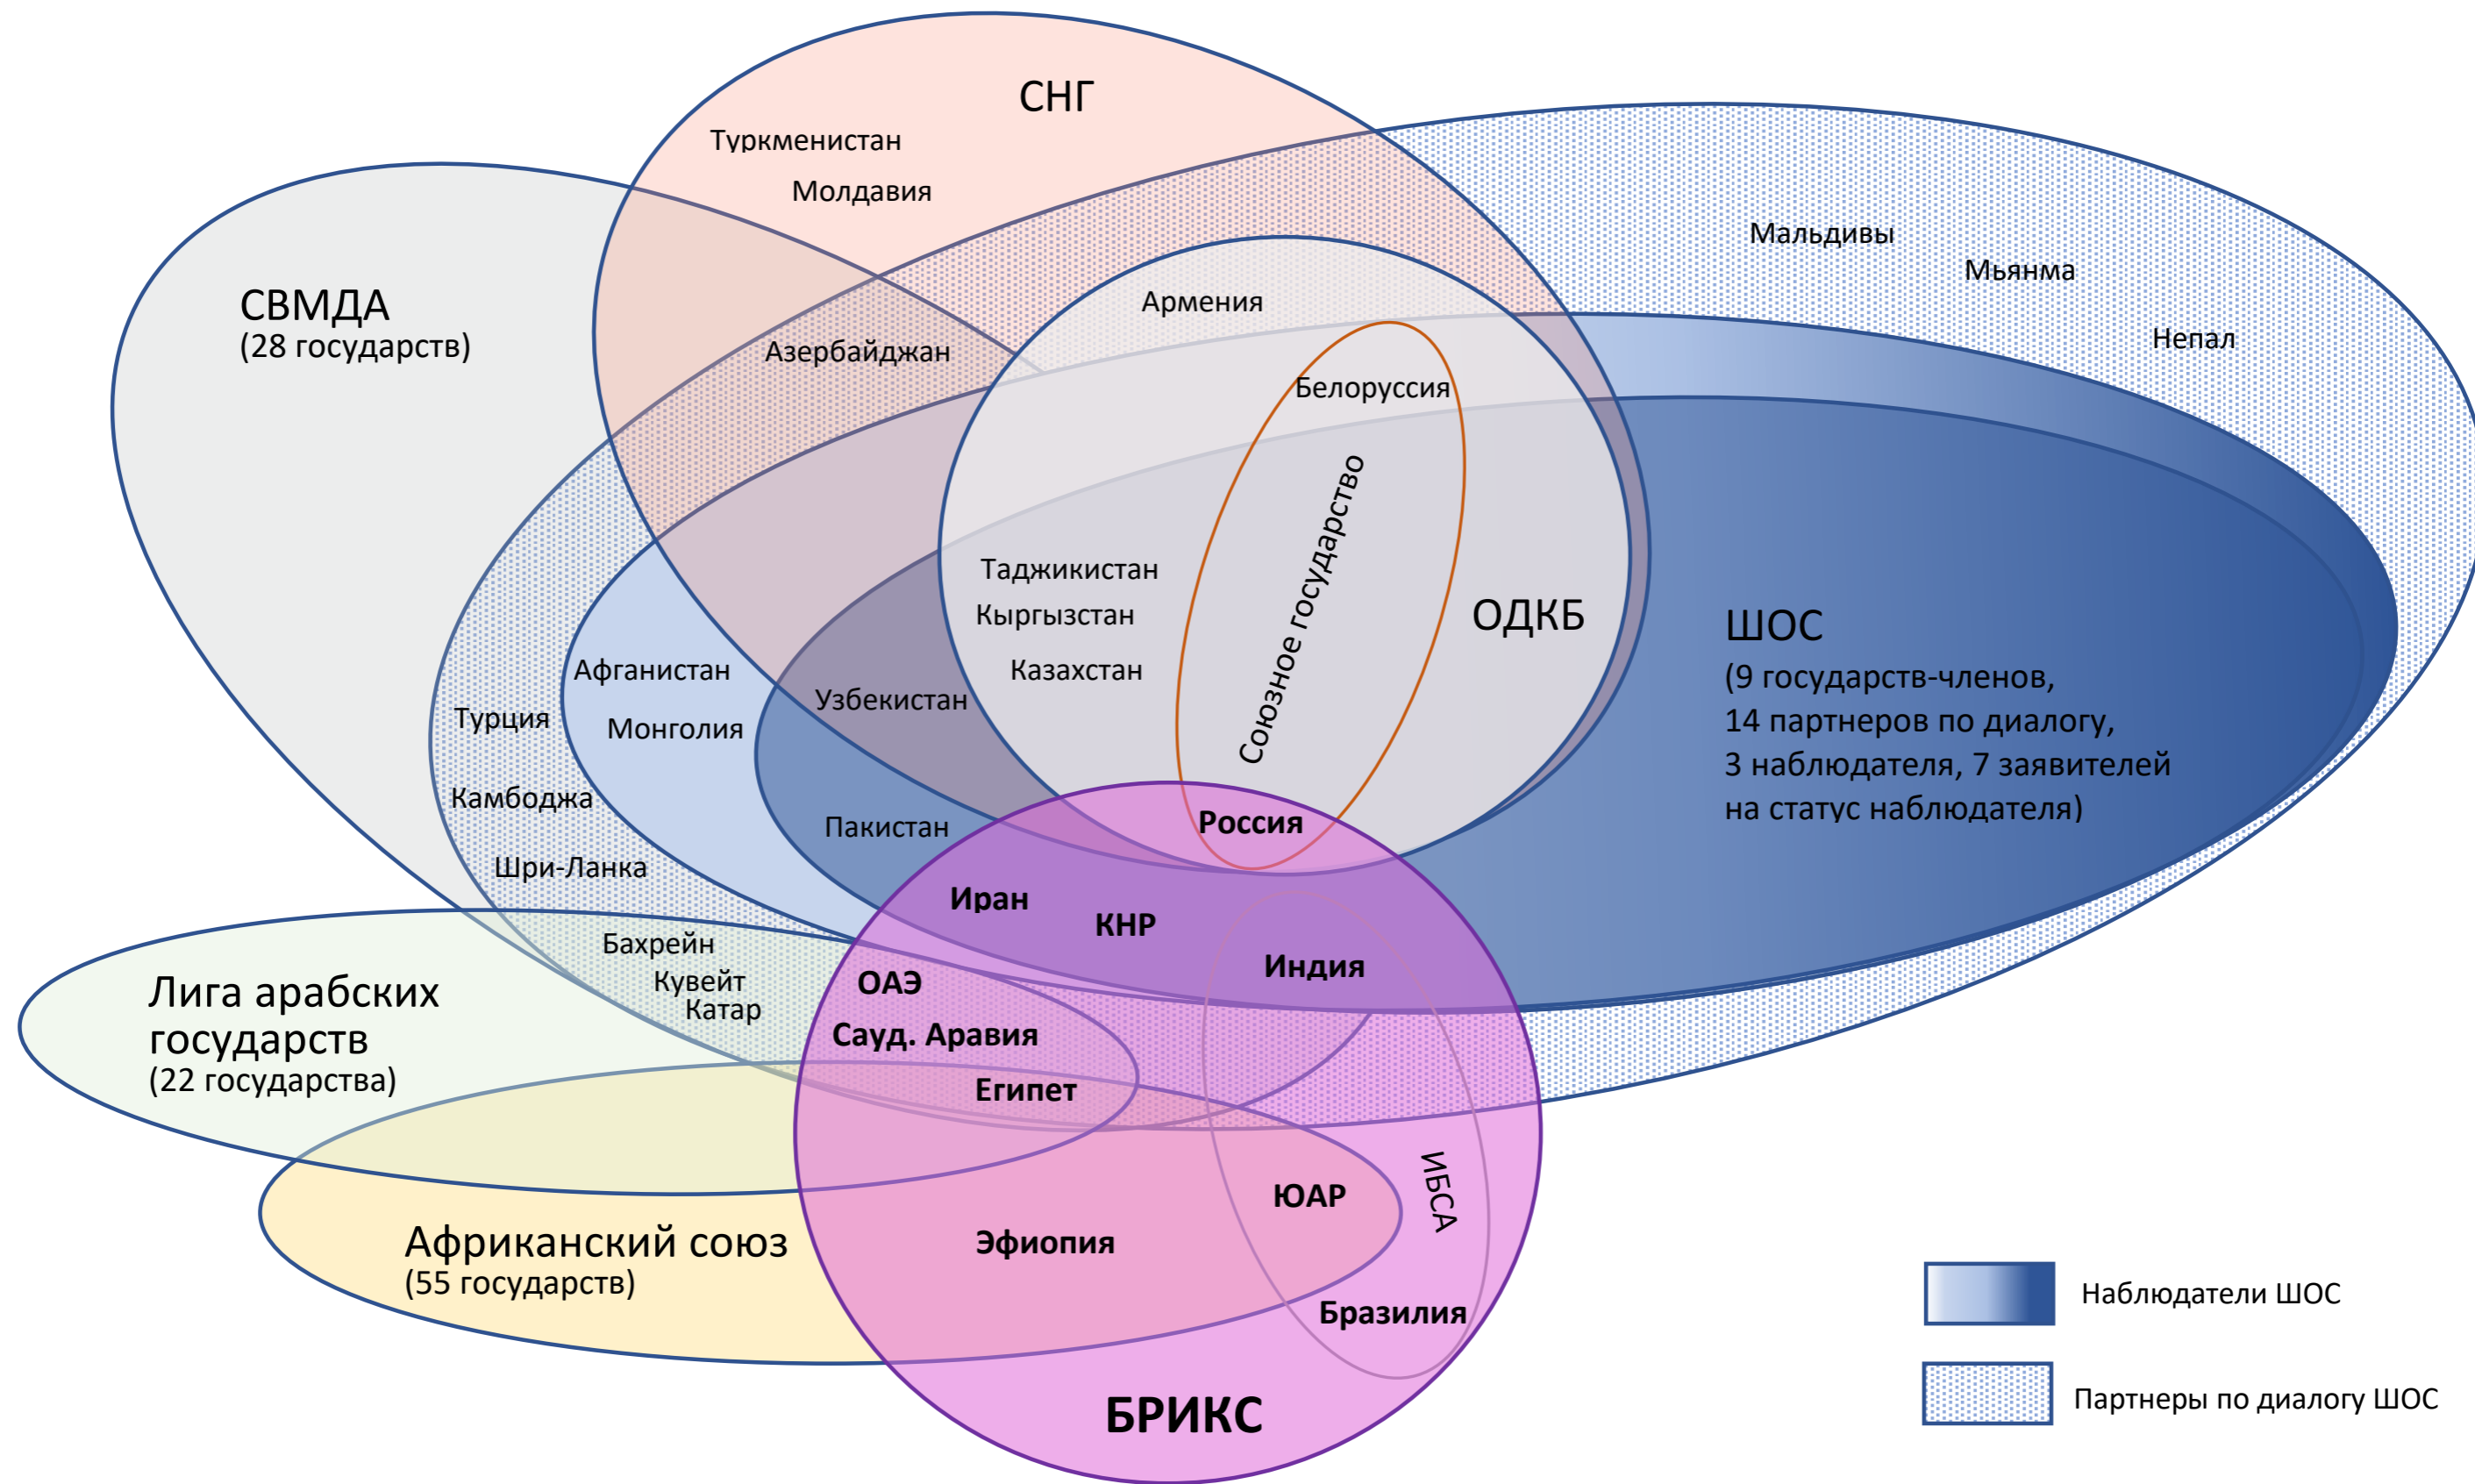 СНГ
Туркменистан
Молдавия
Мальдивы
Мьянма
Непал
СВМДА
(28 государств)
Армения
Азербайджан
Белоруссия
Союзное государство
Таджикистан
Кыргызстан
Казахстан
ОДКБ
ШОС
(9 государств-членов,
14 партнеров по диалогу,
3 наблюдателя, 7 заявителей
на статус наблюдателя)
Афганистан
Монголия
Узбекистан
Турция
Камбоджа
Шри-Ланка
Пакистан
Россия
Иран
КНР
Индия
Бахрейн
Кувейт
Катар
ОАЭ
Сауд. Аравия
Египет
Лига арабских
государств
(22 государства)
Африканский союз
(55 государств)
Эфиопия
ЮАР
ИБСА
Бразилия
БРИКС
Наблюдатели ШОС
Партнеры по диалогу ШОС